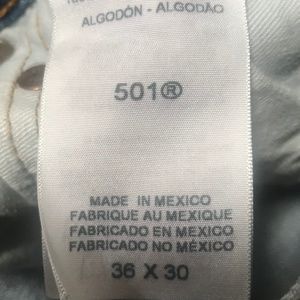 ALGODÓN - ALGODÃO
501®
MADE IN MEXICO
FABRIQUE AU MEXIQUE
FABRICADO EN MEXICO
FABRICADO NO MÉXICO
36 X 30